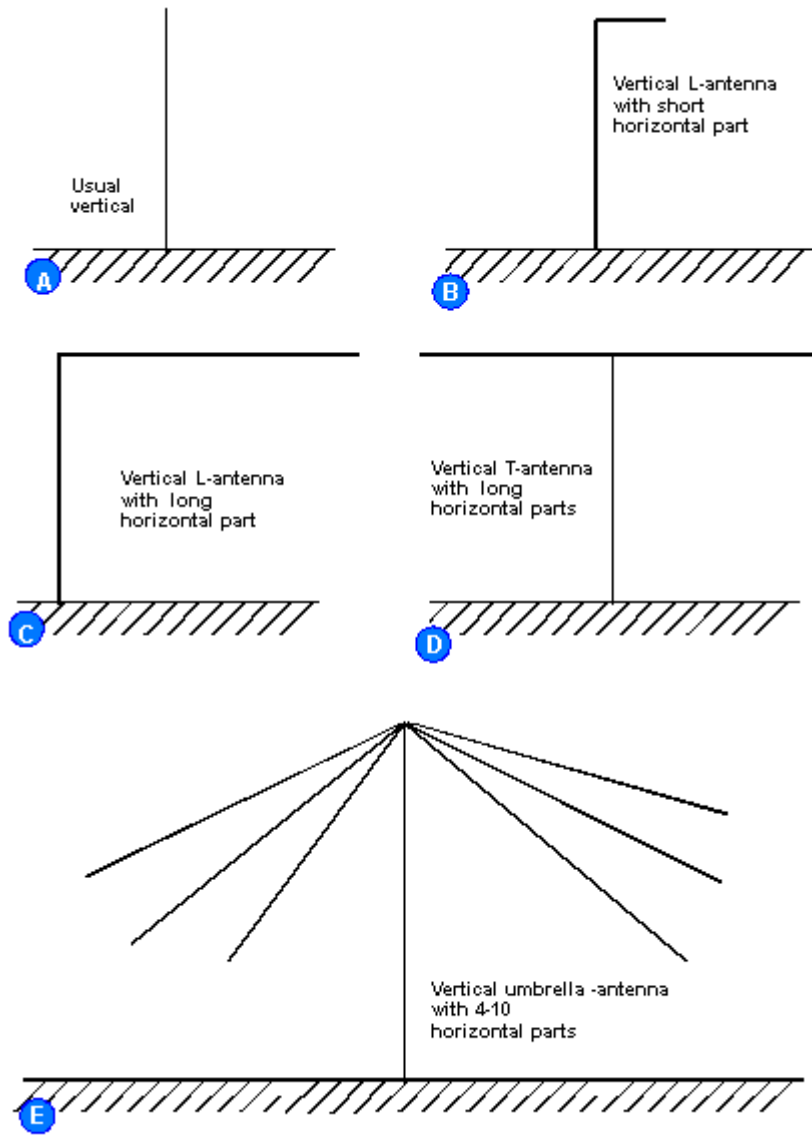 Usual
vertical
A
Vertical L-antenna
with short
horizontal part
B
Vertical L-antenna
with long
horizontal part
C
Vertical T-antenna
with long
horizontal parts
D
Vertical umbrella -antenna
with 4-10
horizontal parts
E